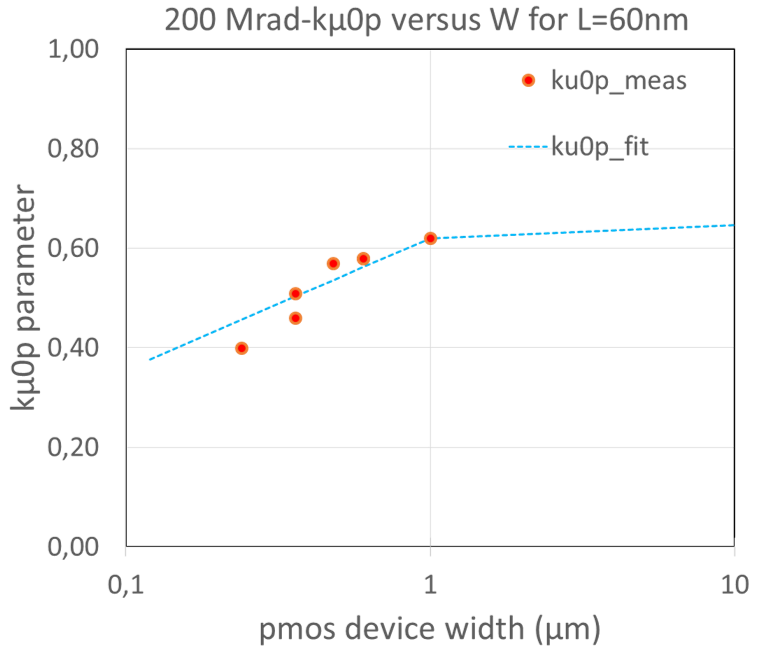 200 Mrad-kµ0p versus W for L=60nm
1,00
ku0p_meas
0,80
ku0p_fit
0,60
kµ0p parameter
0,40
0,20
0,00
0,1
1
10
pmos device width (µm)